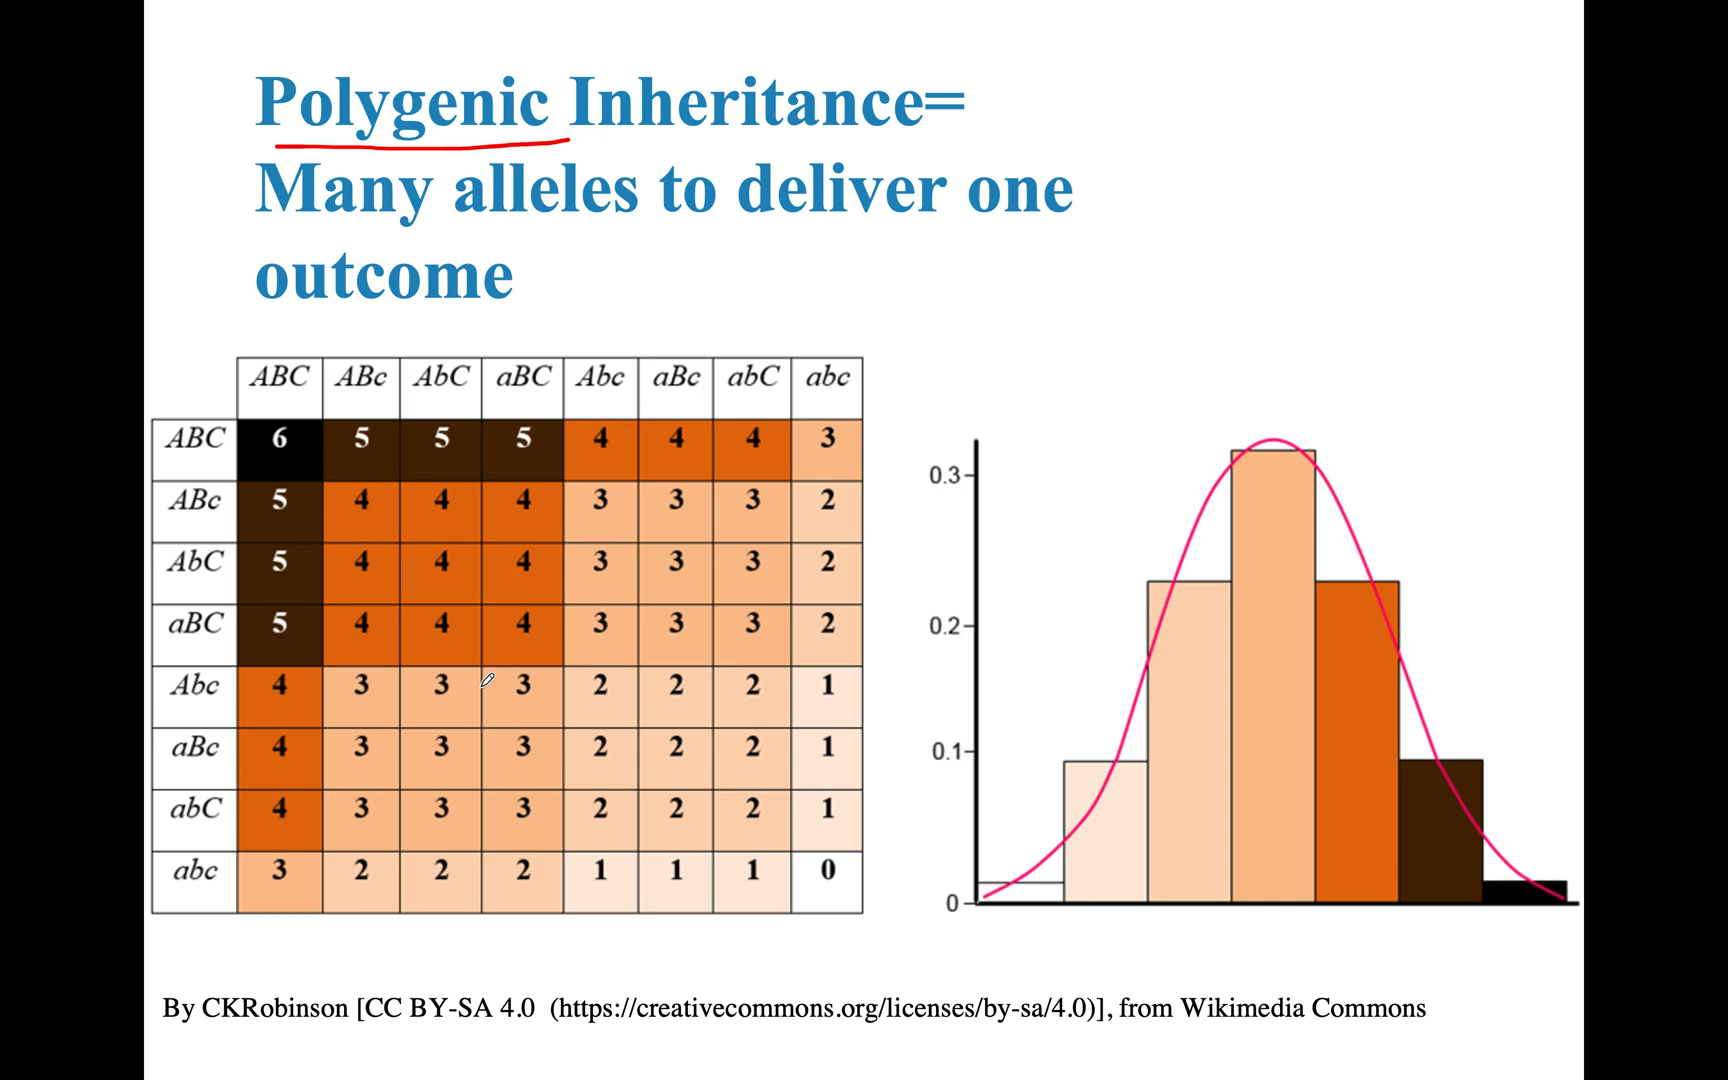 Polygenic Inheritance=
Many alleles to deliver one
outcome
ABC ABc AbC aBC Abc aBc abC abc
ABC 6 5 5 5 4 4 4 3
ABc 5 4 4 4 3 3 3 2
AbC 5 4 4 4 3 3 3 2
aBC 5 4 4 4 3 3 3 2
Abc 4 3 3 3 2 2 2 1
aBc 4 3 3 3 2 2 2 1
abC 4 3 3 3 2 2 2 1
abc 3 2 2 2 1 1 1 0
0.3
0.2
0.1
0
By CKRobinson [CC BY-SA 4.0 (https://creativecommons.org/licenses/by-sa/4.0)], from Wikimedia Commons